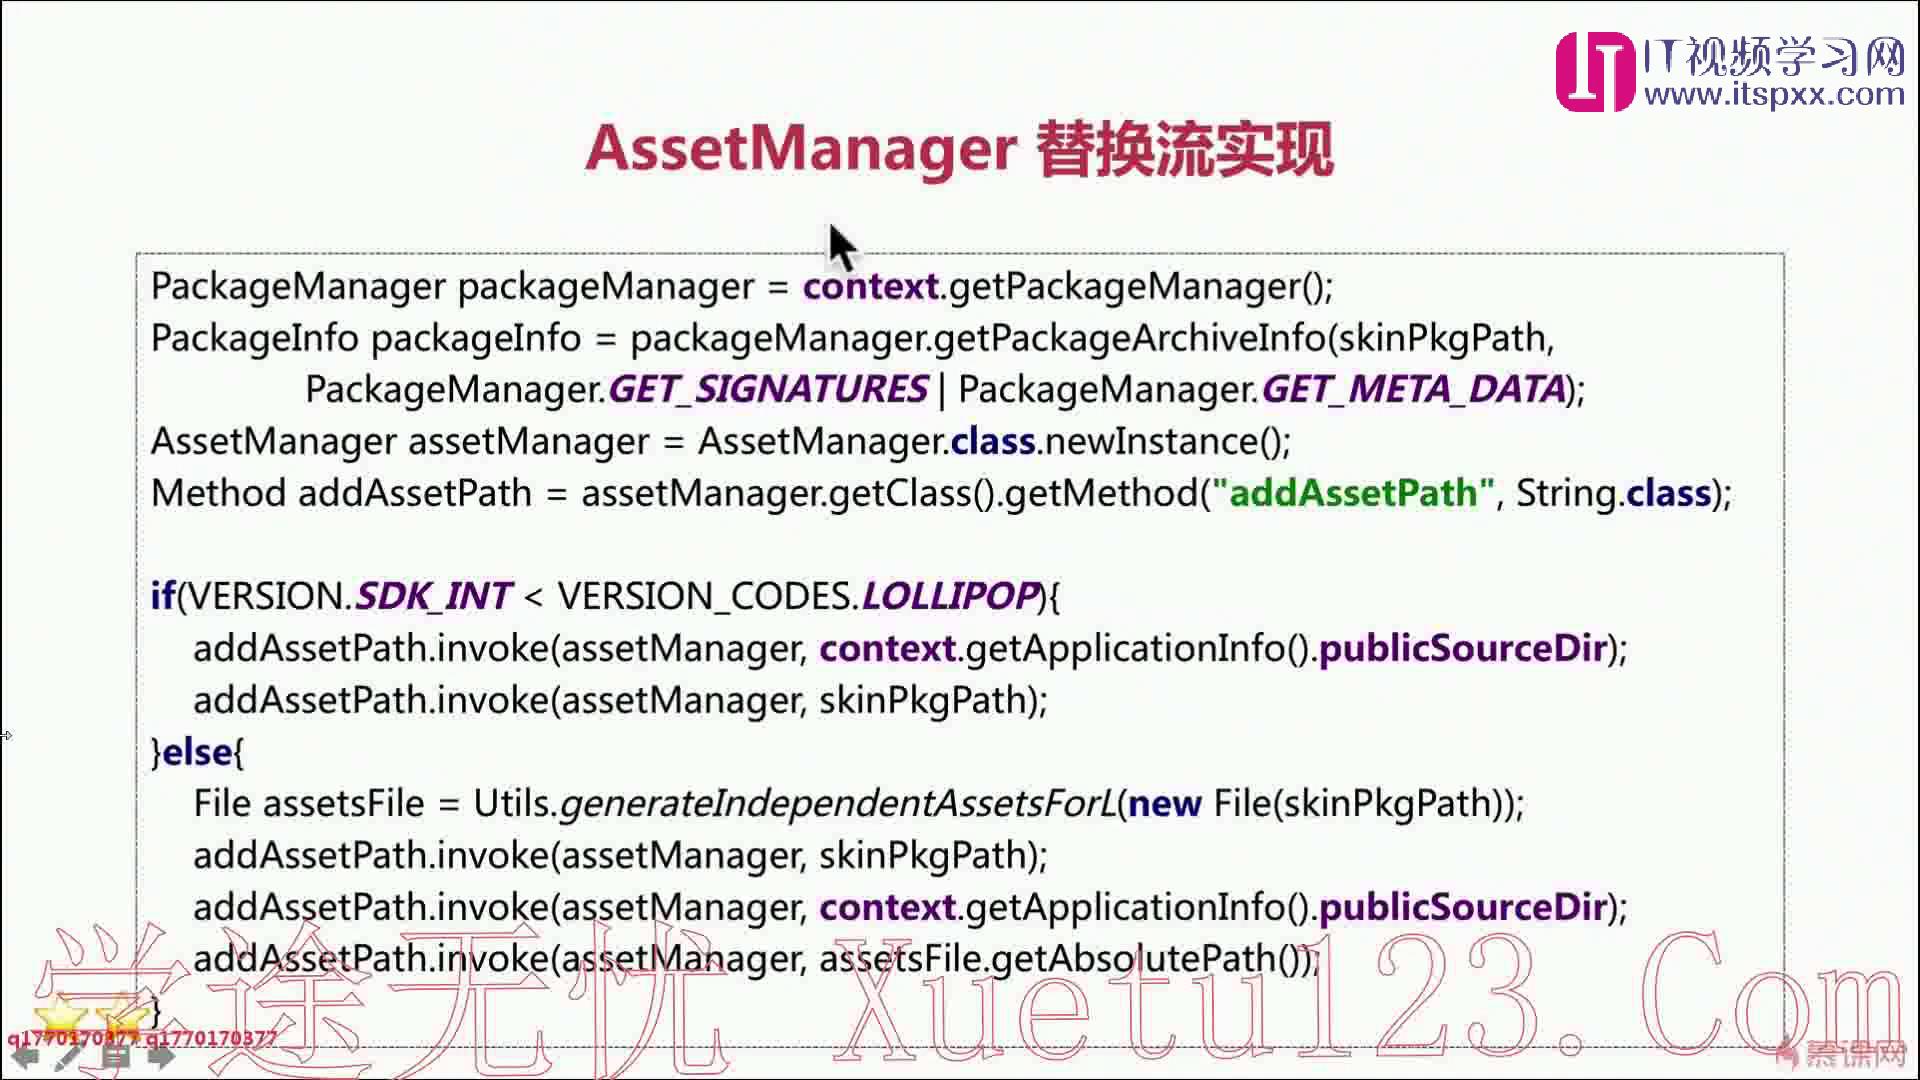 IT视频学习网
www.itspxx.com
AssetManager 替换流实现
PackageManager packageManager = context.getPackageManager();
PackageInfo packageInfo = packageManager.getPackageArchiveInfo(skinPkgPath,
PackageManager.GET_SIGNATURES | PackageManager.GET_META_DATA);
AssetManager assetManager = AssetManager.class.newInstance();
Method addAssetPath = assetManager.getClass().getMethod("addAssetPath", String.class);
if(VERSION.SDK_INT < VERSION_CODES.LOLLIPOP){
addAssetPath.invoke(assetManager, context.getApplicationInfo().publicSourceDir);
addAssetPath.invoke(assetManager, skinPkgPath);
}else{
File assetsFile = Utils.generateIndependentAssetsForL(new File(skinPkgPath));
addAssetPath.invoke(assetManager, skinPkgPath);
addAssetPath.invoke(assetManager, context.getApplicationInfo().publicSourceDir);
addAssetPath.invoke(assetManager, assetsFile.getAbsolutePath());
}
学途无忧 Xuetu123.Com
q1770170377 q1770170377
慕课网